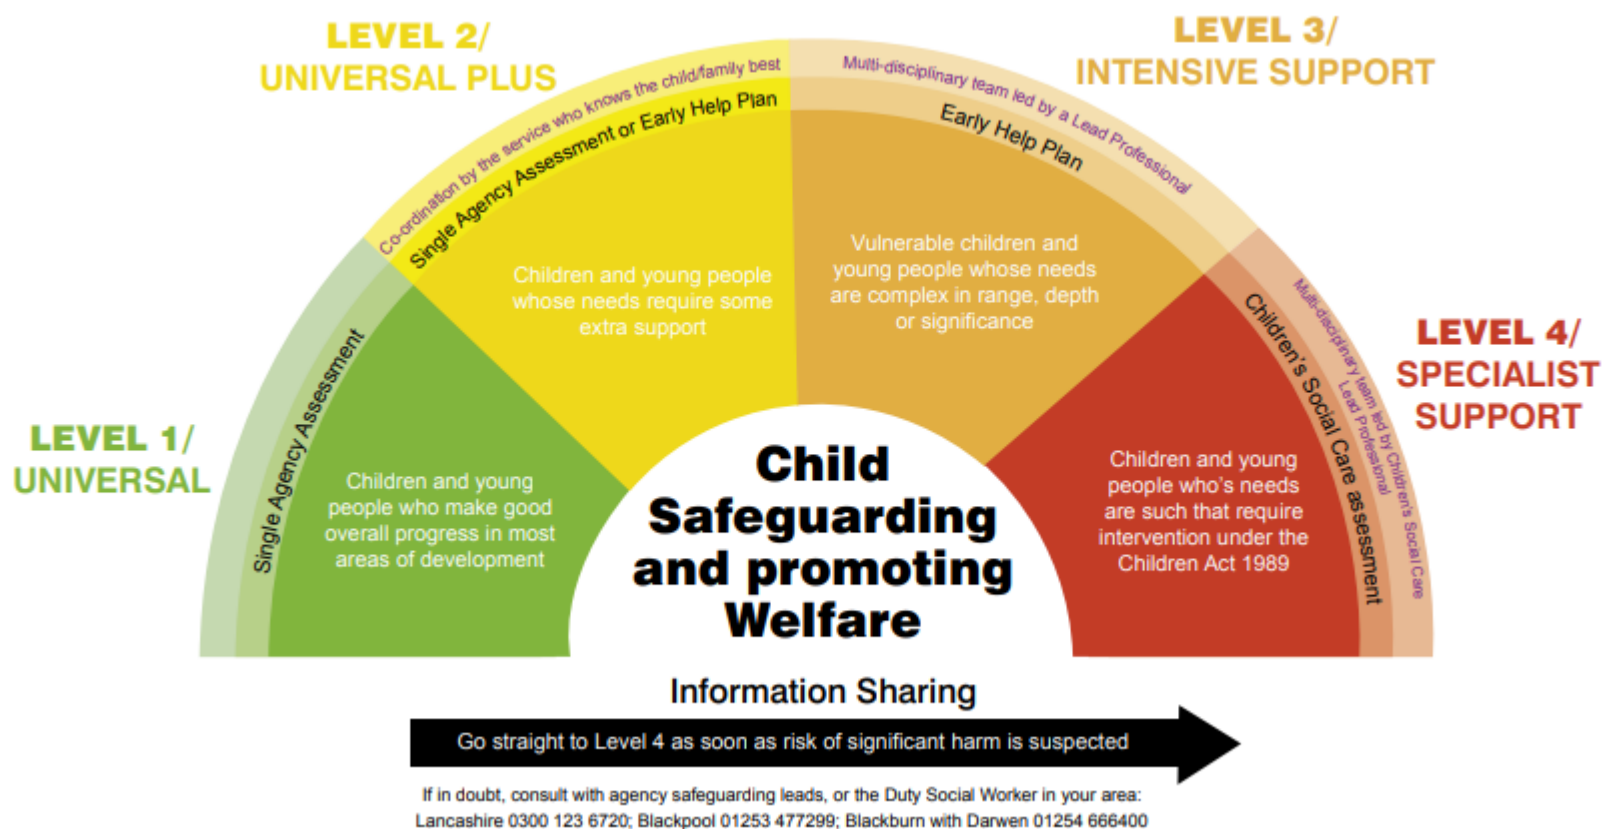 LEVEL 1/
UNIVERSAL
Single Agency Assessment
Children and young
people who make good
overall progress in most
areas of development
LEVEL 2/
UNIVERSAL PLUS
Co-ordination by the service who knows the child/family best
Single Agency Assessment or Early Help Plan
Children and young people
whose needs require some
extra support
LEVEL 3/
INTENSIVE SUPPORT
Multi-disciplinary team led by a Lead Professional
Early Help Plan
Vulnerable children and
young people whose needs
are complex in range, depth
or significance
LEVEL 4/
SPECIALIST
SUPPORT
Multi-disciplinary team led by Children's Social Care
Lead Professional
Children's Social Care assessment
Children and young
people who's needs
are such that require
intervention under the
Children Act 1989
Child
Safeguarding
and promoting
Welfare
Information Sharing
Go straight to Level 4 as soon as risk of significant harm is suspected
If in doubt, consult with agency safeguarding leads, or the Duty Social Worker in your area:
Lancashire 0300 123 6720; Blackpool 01253 477299; Blackburn with Darwen 01254 666400